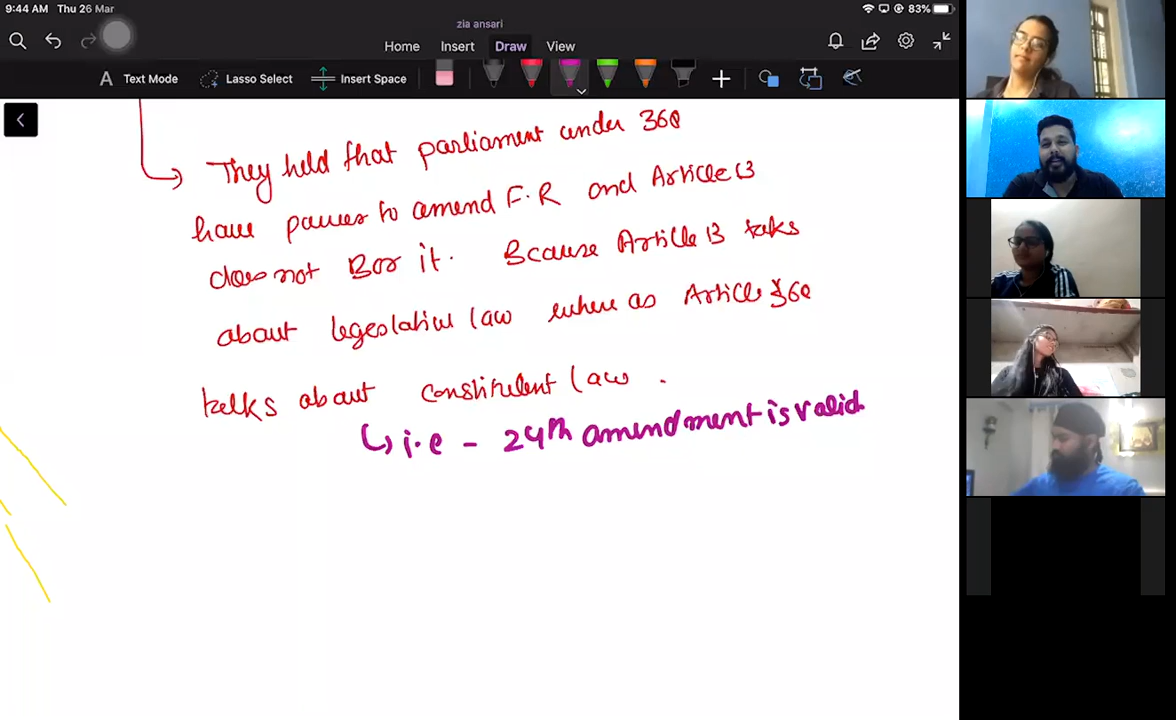 9:44 AM Thu 26 Mar
83%
zia ansari
Home Insert Draw View
Text Mode Lasso Select Insert Space
They held that parliament under 368
have power to amend F.R and Article 13
does not Bar it. Bcause Article 13 talks
about legeslative law where as Article 368
talks about constituent law .
i.e - 24th amendment is valid.